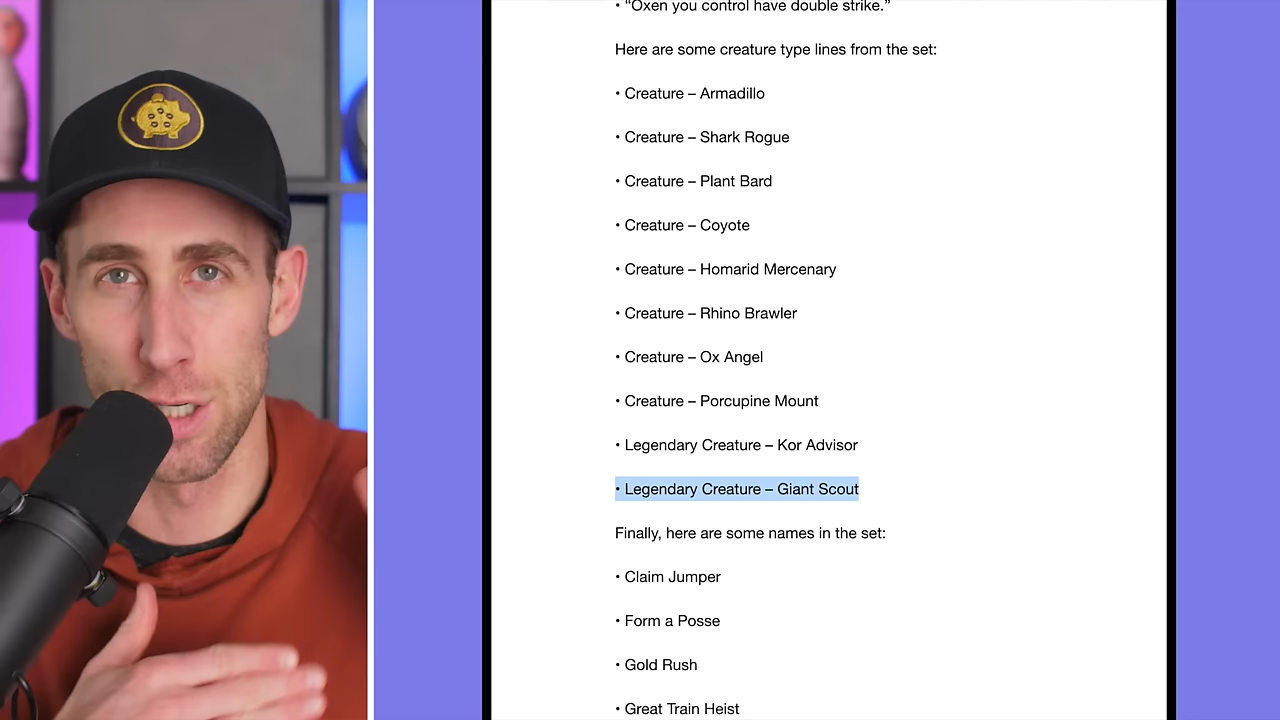 • “Oxen you control have double strike.”
Here are some creature type lines from the set:
• Creature – Armadillo
• Creature – Shark Rogue
• Creature – Plant Bard
• Creature – Coyote
• Creature – Homarid Mercenary
• Creature – Rhino Brawler
• Creature – Ox Angel
• Creature – Porcupine Mount
• Legendary Creature – Kor Advisor
• Legendary Creature – Giant Scout
Finally, here are some names in the set:
• Claim Jumper
• Form a Posse
• Gold Rush
• Great Train Heist